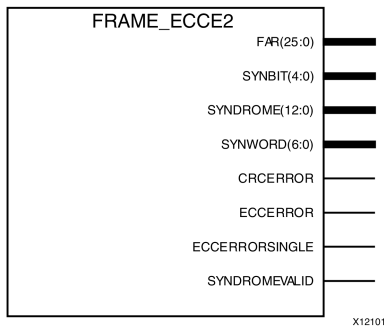 FRAME_ECCE2
FAR(25:0)
SYNBIT(4:0)
SYNDROME(12:0)
SYNWORD(6:0)
CRCERROR
ECCERROR
ECCERRORSINGLE
SYNDROMEVALID
X12101